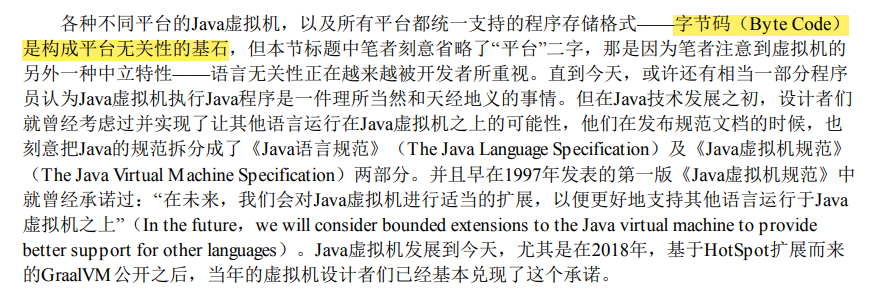 各种不同平台的Java虚拟机，以及所有平台都统一支持的程序存储格式——字节码（Byte Code）
是构成平台无关性的基石，但本节标题中笔者刻意省略了“平台”二字，那是因为笔者注意到虚拟机的
另外一种中立特性——语言无关性正在越来越被开发者所重视。直到今天，或许还有相当一部分程序
员认为Java虚拟机执行Java程序是一件理所当然和天经地义的事情。但在Java技术发展之初，设计者们
就曾经考虑过并实现了让其他语言运行在Java虚拟机之上的可能性，他们在发布规范文档的时候，也
刻意把Java的规范拆分成了《Java语言规范》（The Java Language Specification）及《Java虚拟机规范》
（The Java Virtual Machine Specification）两部分。并且早在1997年发表的第一版《Java虚拟机规范》中
就曾经承诺过：“在未来，我们会对Java虚拟机进行适当的扩展，以便更好地支持其他语言运行于Java
虚拟机之上”（In the future，we will consider bounded extensions to the Java virtual machine to provide
better support for other languages）。Java虚拟机发展到今天，尤其是在2018年，基于HotSpot扩展而来
的GraalVM公开之后，当年的虚拟机设计者们已经基本兑现了这个承诺。